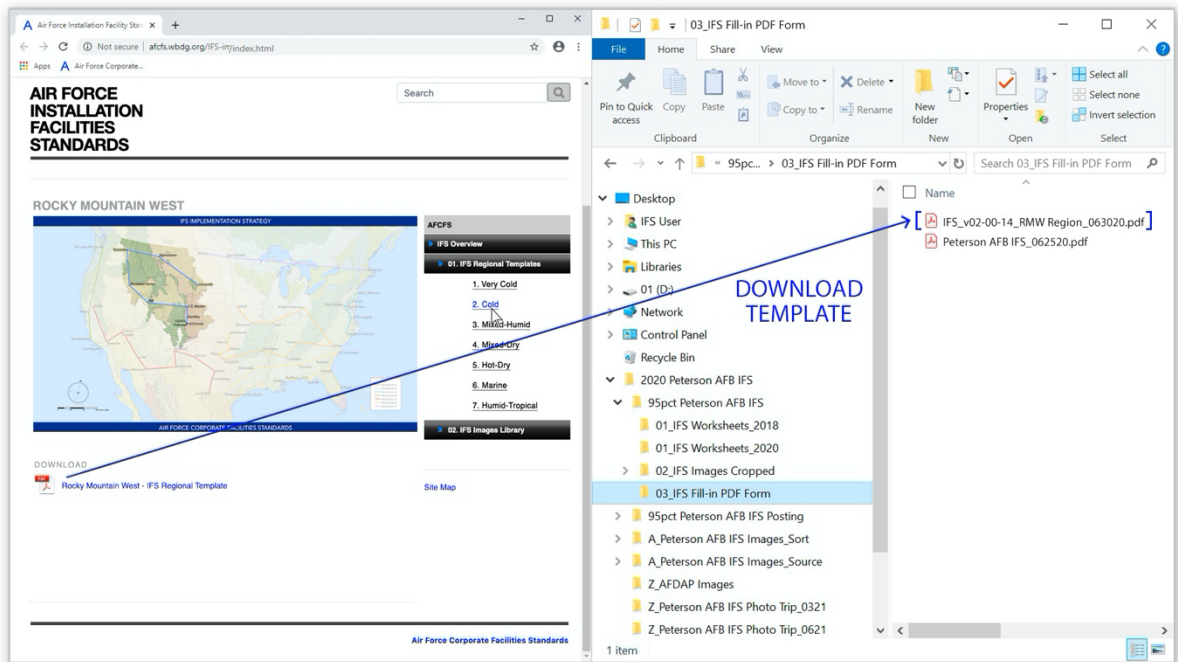 Air Force Installation Facility Stan
Not secure | afcfs.wbdg.org/IFS-im/index.html
Apps Air Force Corporate...
AIR FORCE
INSTALLATION
FACILITIES
STANDARDS
Search
ROCKY MOUNTAIN WEST
IFS IMPLEMENTATION STRATEGY
AIR FORCE CORPORATE FACILITIES STANDARDS
AFCFS
IFS Overview
01. IFS Regional Templates
1. Very Cold
2. Cold
3. Mixed-Humid
4. Mixed-Dry
5. Hot-Dry
6. Marine
7. Humid-Tropical
02. IFS Images Library
DOWNLOAD
Rocky Mountain West - IFS Regional Template
Site Map
Air Force Corporate Facilities Standards
03_IFS Fill-in PDF Form
File Home Share View
Pin to Quick access
Copy
Paste
Clipboard
Move to
Copy to
Delete
Rename
Organize
New folder
New
Properties
Open
Select all
Select none
Invert selection
Select
« 95pc... > 03_IFS Fill-in PDF Form
Search 03_IFS Fill-in PDF Form
Desktop
IFS User
This PC
Libraries
01 (D:)
Network
Control Panel
Recycle Bin
2020 Peterson AFB IFS
95pct Peterson AFB IFS
01_IFS Worksheets_2018
01_IFS Worksheets_2020
02_IFS Images Cropped
03_IFS Fill-in PDF Form
95pct Peterson AFB IFS Posting
A_Peterson AFB IFS Images_Sort
A_Peterson AFB IFS Images_Source
Z_AFDAP Images
Z_Peterson AFB IFS Photo Trip_0321
Z_Peterson AFB IFS Photo Trip_0621
Name
IFS_v02-00-14_RMW Region_063020.pdf
Peterson AFB IFS_062520.pdf
DOWNLOAD
TEMPLATE
1 item